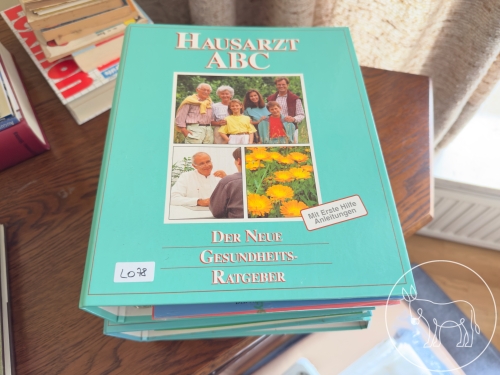 HAUSARZT
ABC
Mit Erste Hilfe
Anleitungen
DER NEUE
GESUNDHEITS-
RATGEBER
L078